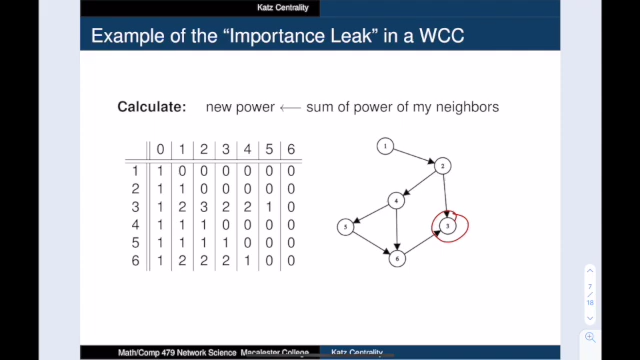 Katz Centrality
Example of the “Importance Leak” in a WCC
Calculate: new power ⟵ sum of power of my neighbors
0 1 2 3 4 5 6
1 1 0 0 0 0 0 0
2 1 1 0 0 0 0 0
3 1 2 3 2 2 1 0
4 1 1 1 0 0 0 0
5 1 1 1 1 0 0 0
6 1 2 2 2 1 0 0
1
2
4
5
3
6
7
/
18
Math/Comp 479 Network Science Macalester College Katz Centrality